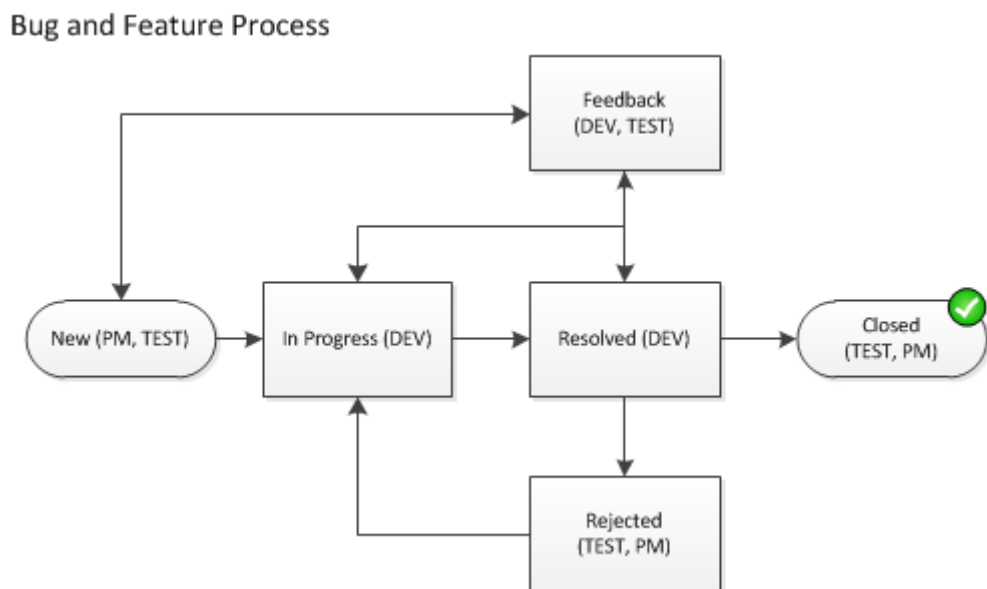 Bug and Feature Process
Feedback
(DEV, TEST)
New (PM, TEST)
In Progress (DEV)
Resolved (DEV)
Closed
(TEST, PM)
Rejected
(TEST, PM)